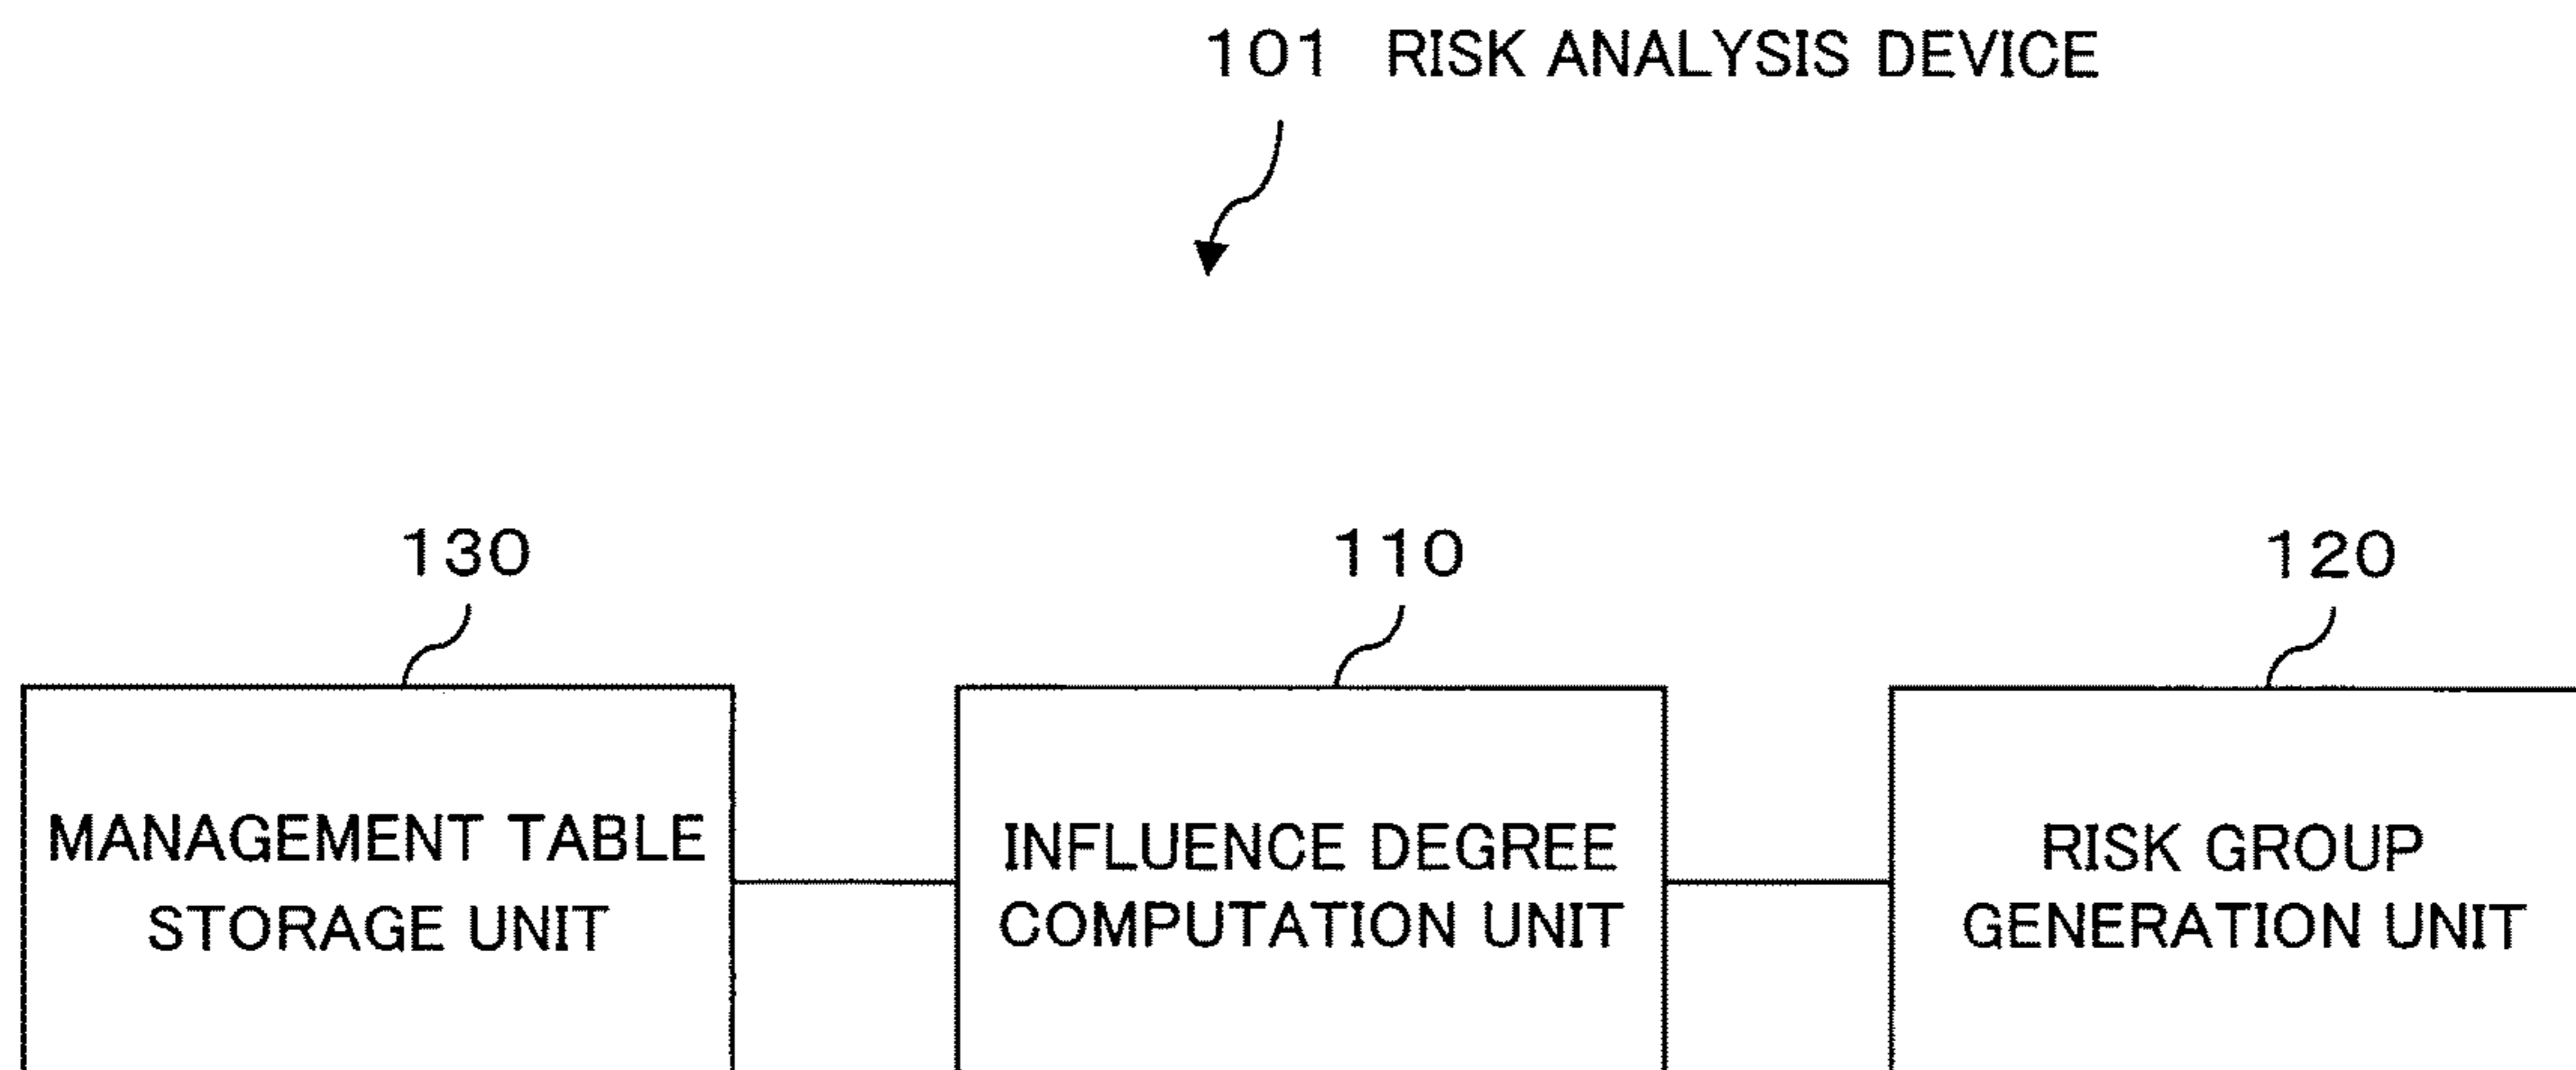 101 RISK ANALYSIS DEVICE
130
110
120
MANAGEMENT TABLE
STORAGE UNIT
INFLUENCE DEGREE
COMPUTATION UNIT
RISK GROUP
GENERATION UNIT